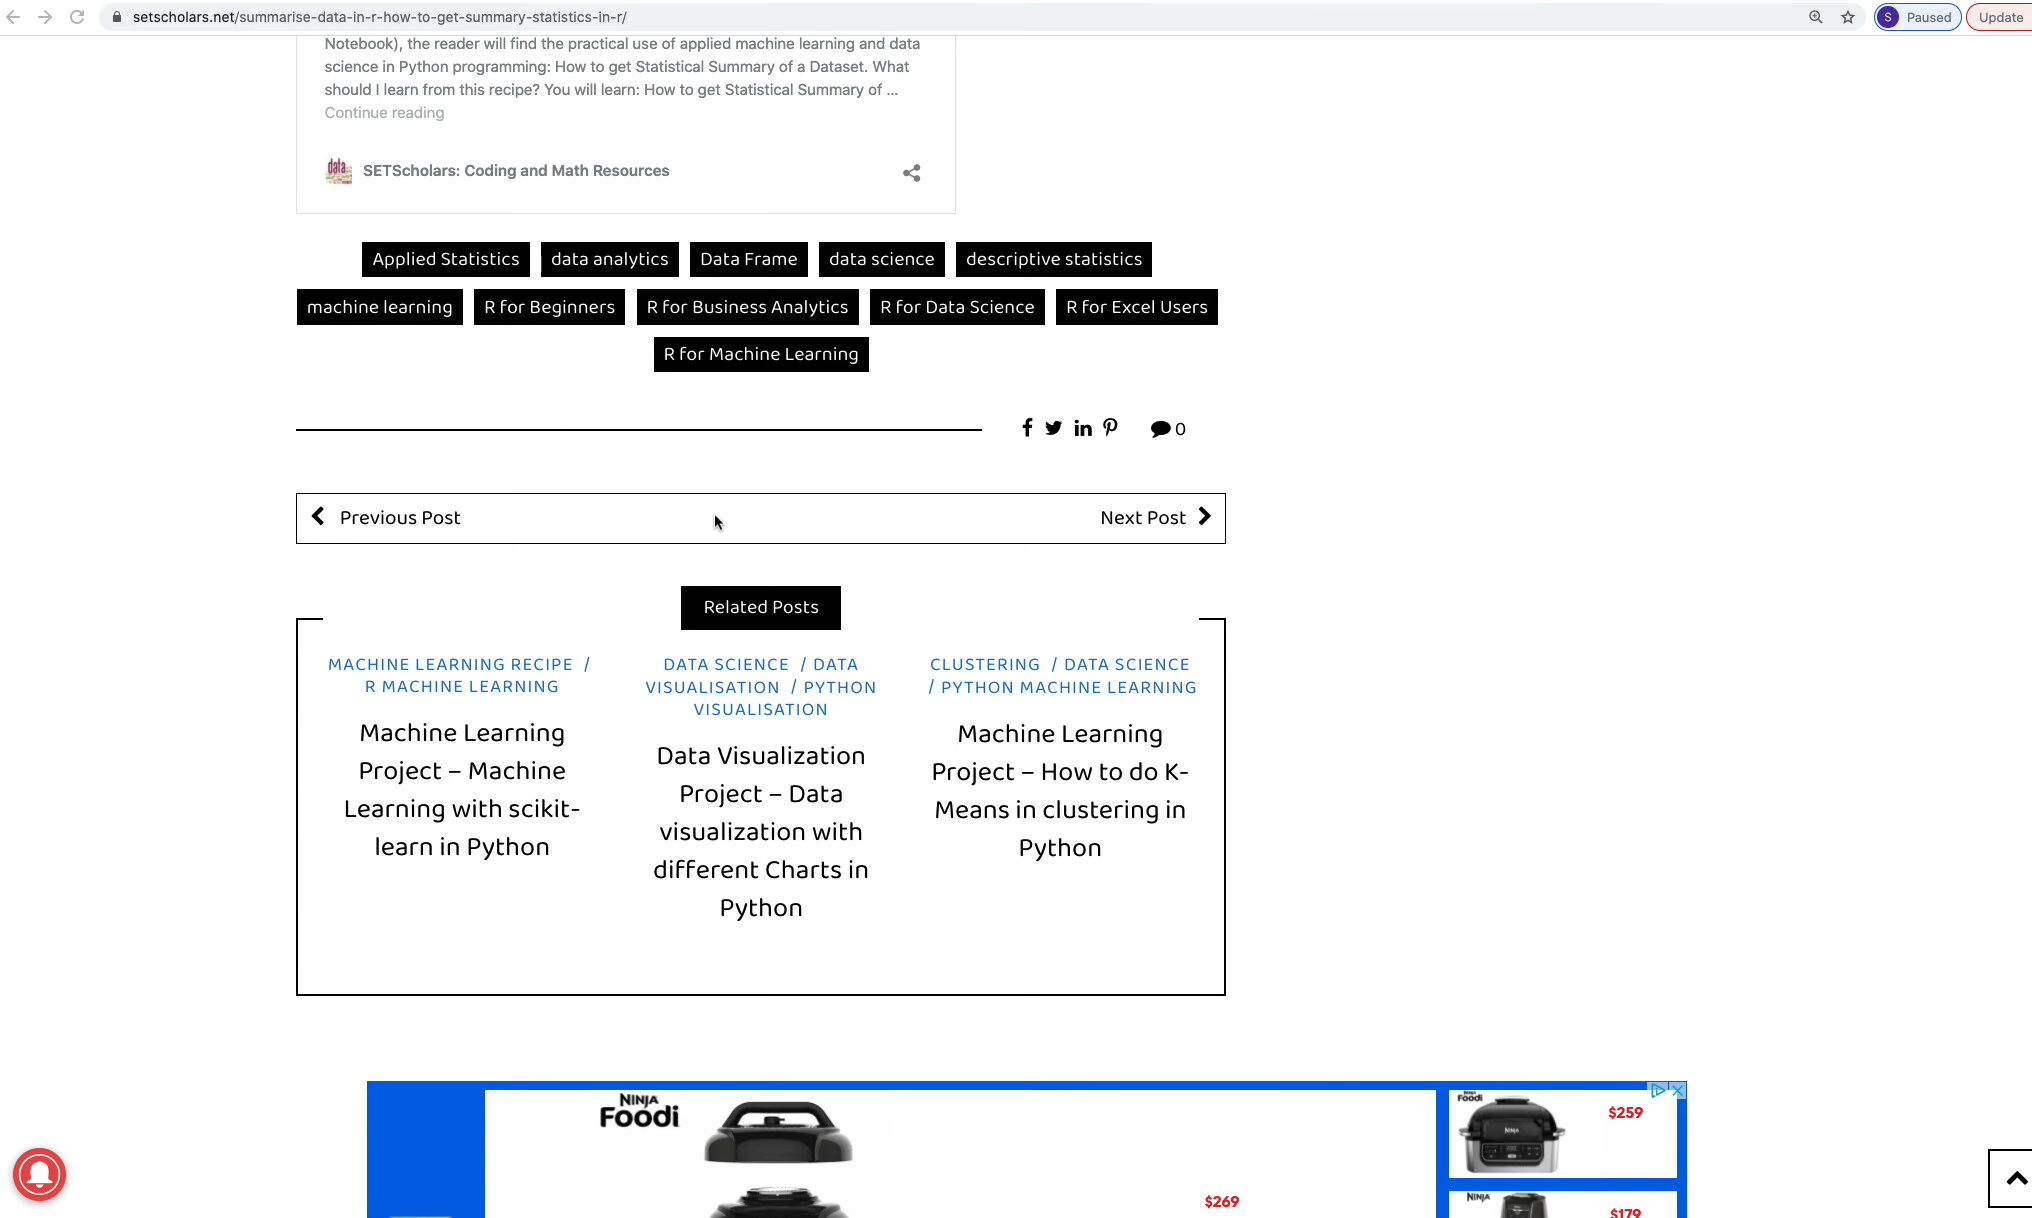 setscholars.net/summarise-data-in-r-how-to-get-summary-statistics-in-r/
S Paused Update
Notebook), the reader will find the practical use of applied machine learning and data
science in Python programming: How to get Statistical Summary of a Dataset. What
should I learn from this recipe? You will learn: How to get Statistical Summary of ...
Continue reading
data
SETScholars: Coding and Math Resources
Applied Statistics data analytics Data Frame data science descriptive statistics
machine learning R for Beginners R for Business Analytics R for Data Science R for Excel Users
R for Machine Learning
0
Previous Post Next Post
Related Posts
MACHINE LEARNING RECIPE /
R MACHINE LEARNING
Machine Learning
Project – Machine
Learning with scikit-
learn in Python
DATA SCIENCE / DATA
VISUALISATION / PYTHON
VISUALISATION
Data Visualization
Project – Data
visualization with
different Charts in
Python
CLUSTERING / DATA SCIENCE
/ PYTHON MACHINE LEARNING
Machine Learning
Project – How to do K-
Means in clustering in
Python
NINJA
Foodi
$269
NINJA
Foodi
$259
NINJA
NINJA
$179